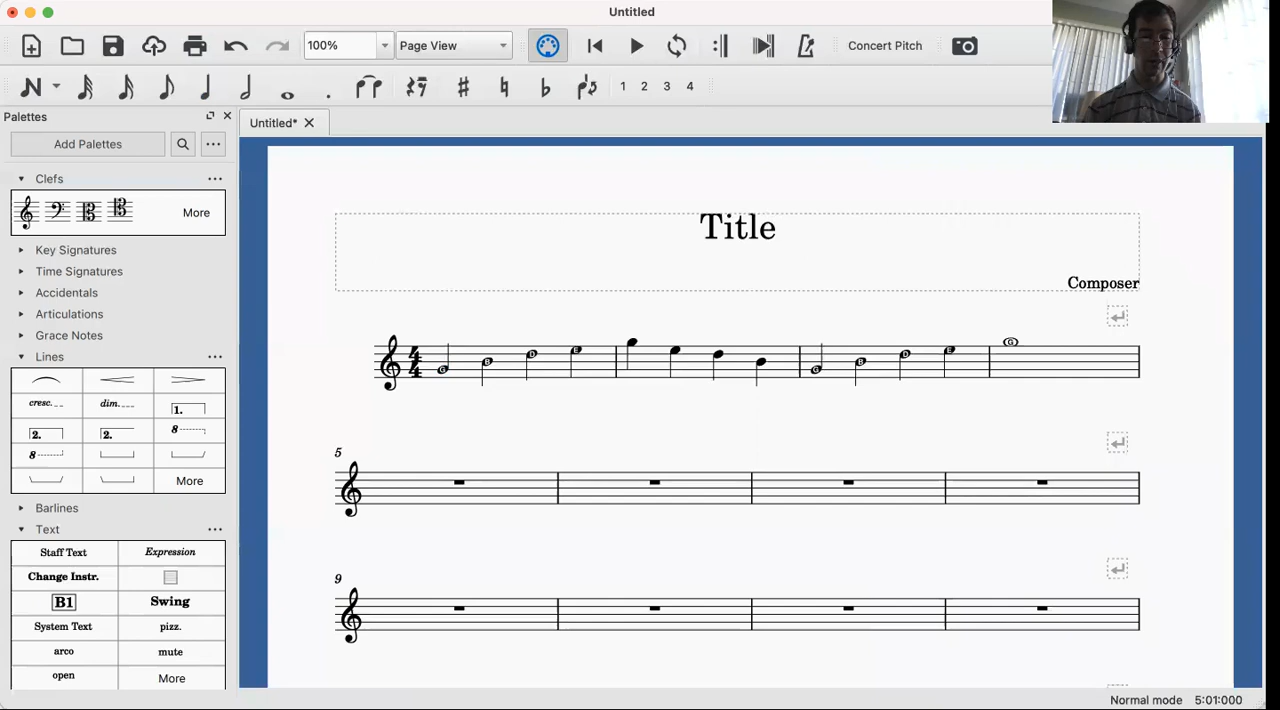 Untitled
100%
Page View
Concert Pitch
1 2 3 4
Palettes
Untitled*
Add Palettes
Clefs
More
Key Signatures
Time Signatures
Accidentals
Articulations
Grace Notes
Lines
cresc.
dim.
1.
2.
2.
8
8
More
Barlines
Text
Staff Text
Expression
Change Instr.
B1
Swing
System Text
pizz.
arco
mute
open
More
Title
Composer
4
4
G B D E
G B D E G
5
9
Normal mode 5:01:000